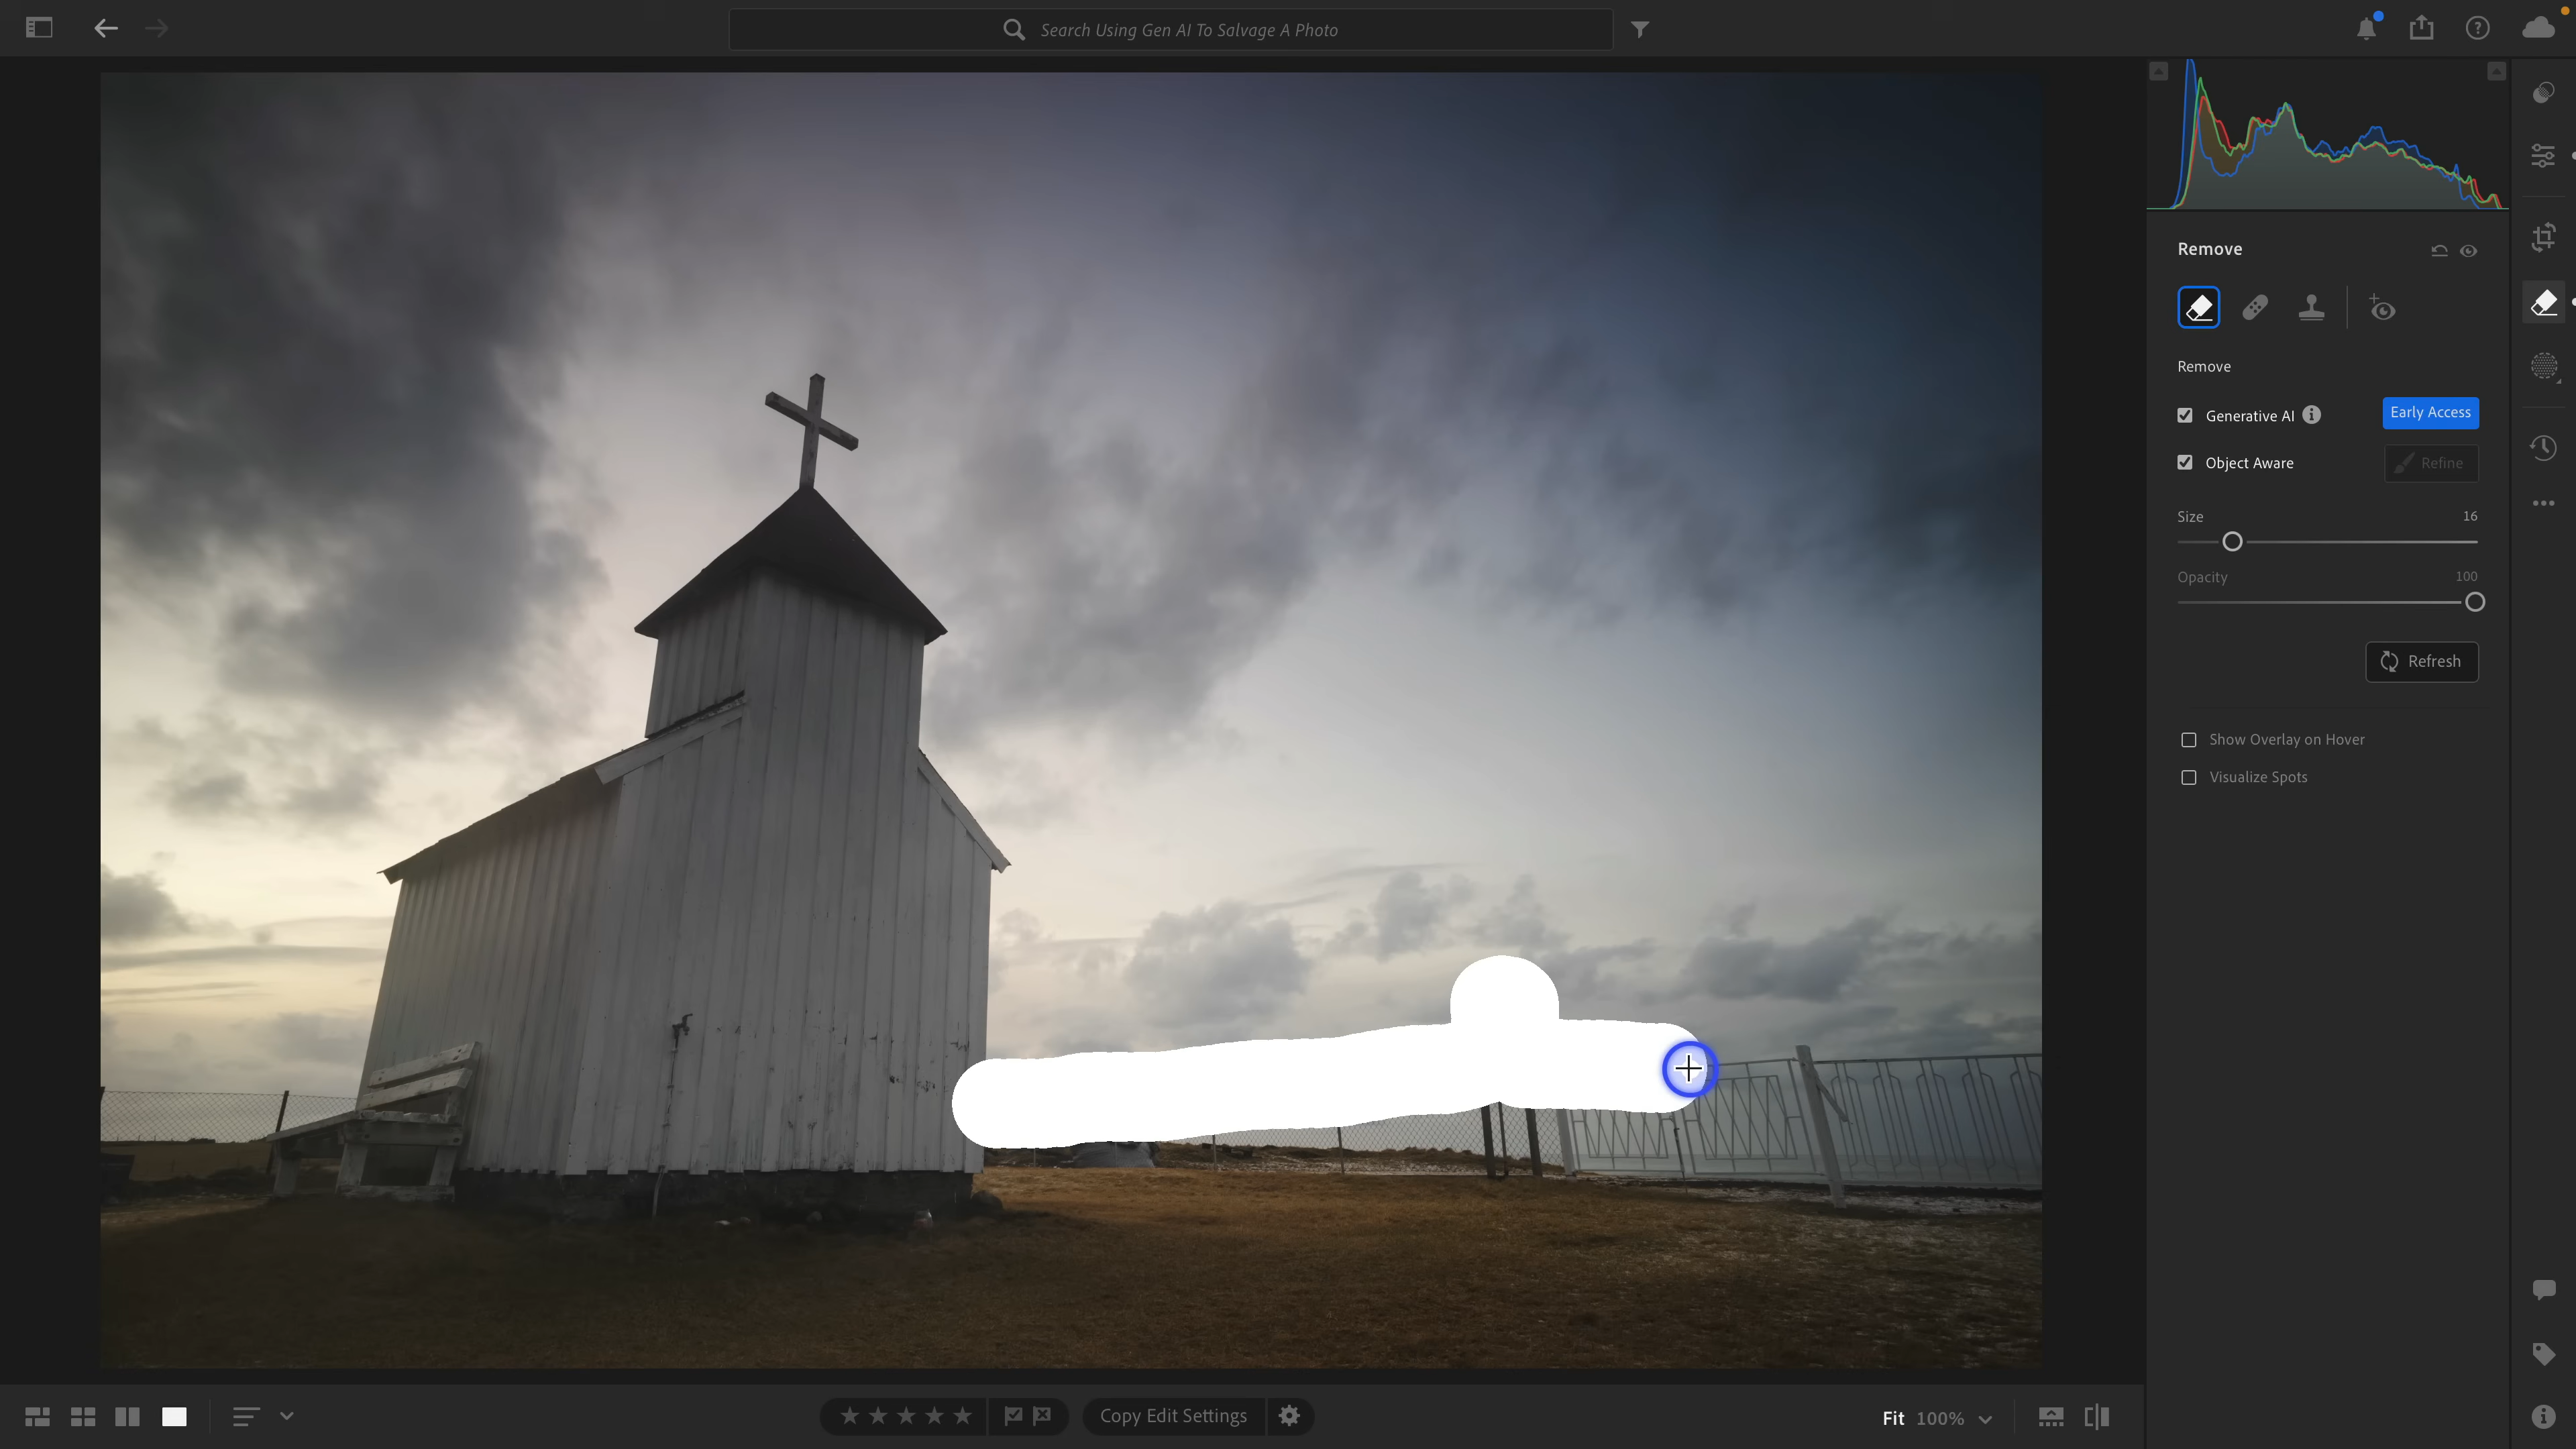 Search Using Gen AI To Salvage A Photo
Remove
Remove
Generative AI
Early Access
Object Aware
Refine
Size
16
Opacity
100
Refresh
Show Overlay on Hover
Visualize Spots
Copy Edit Settings
Fit 100%